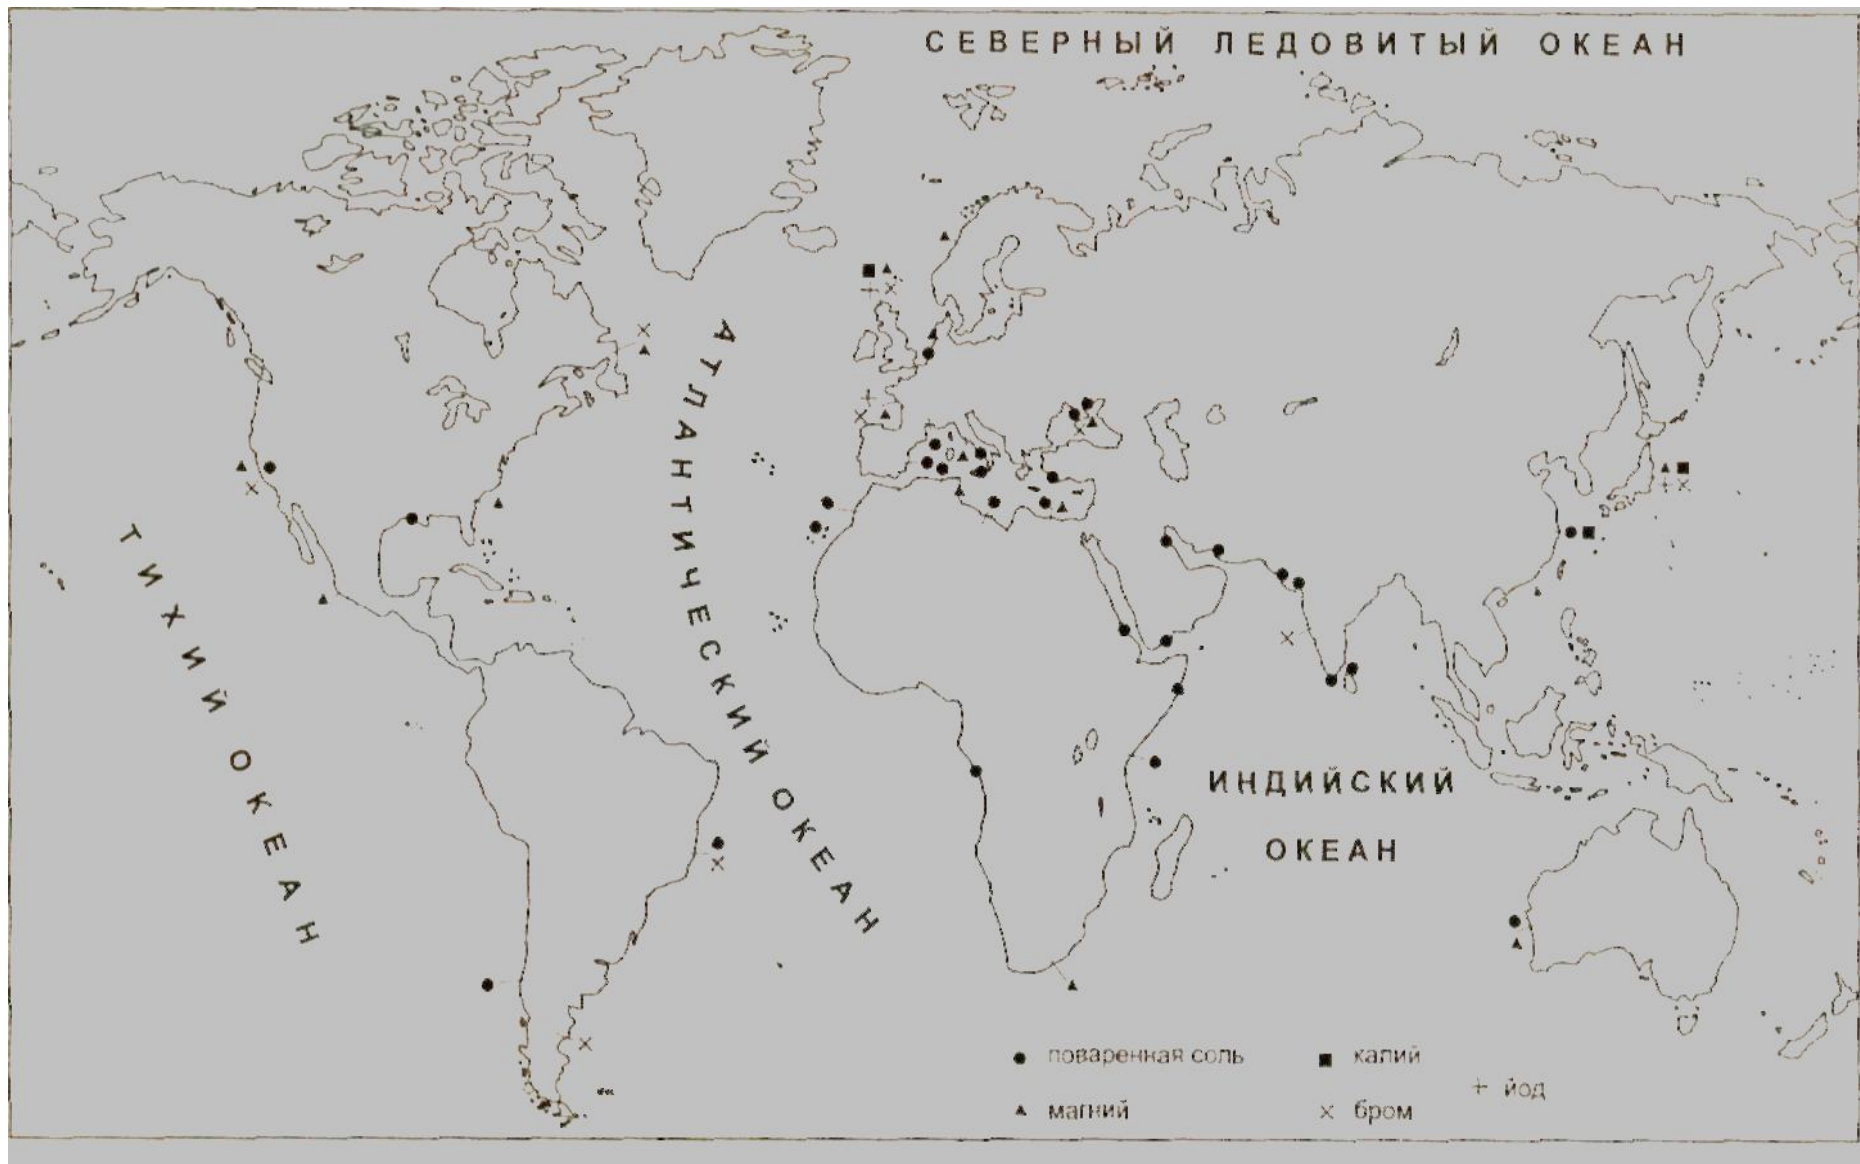 СЕВЕРНЫЙ ЛЕДОВИТЫЙ ОКЕАН
ТИХИЙ ОКЕАН
АТЛАНТИЧЕСКИЙ ОКЕАН
ИНДИЙСКИЙ
ОКЕАН
поваренная соль
магний
калий
бром
йод